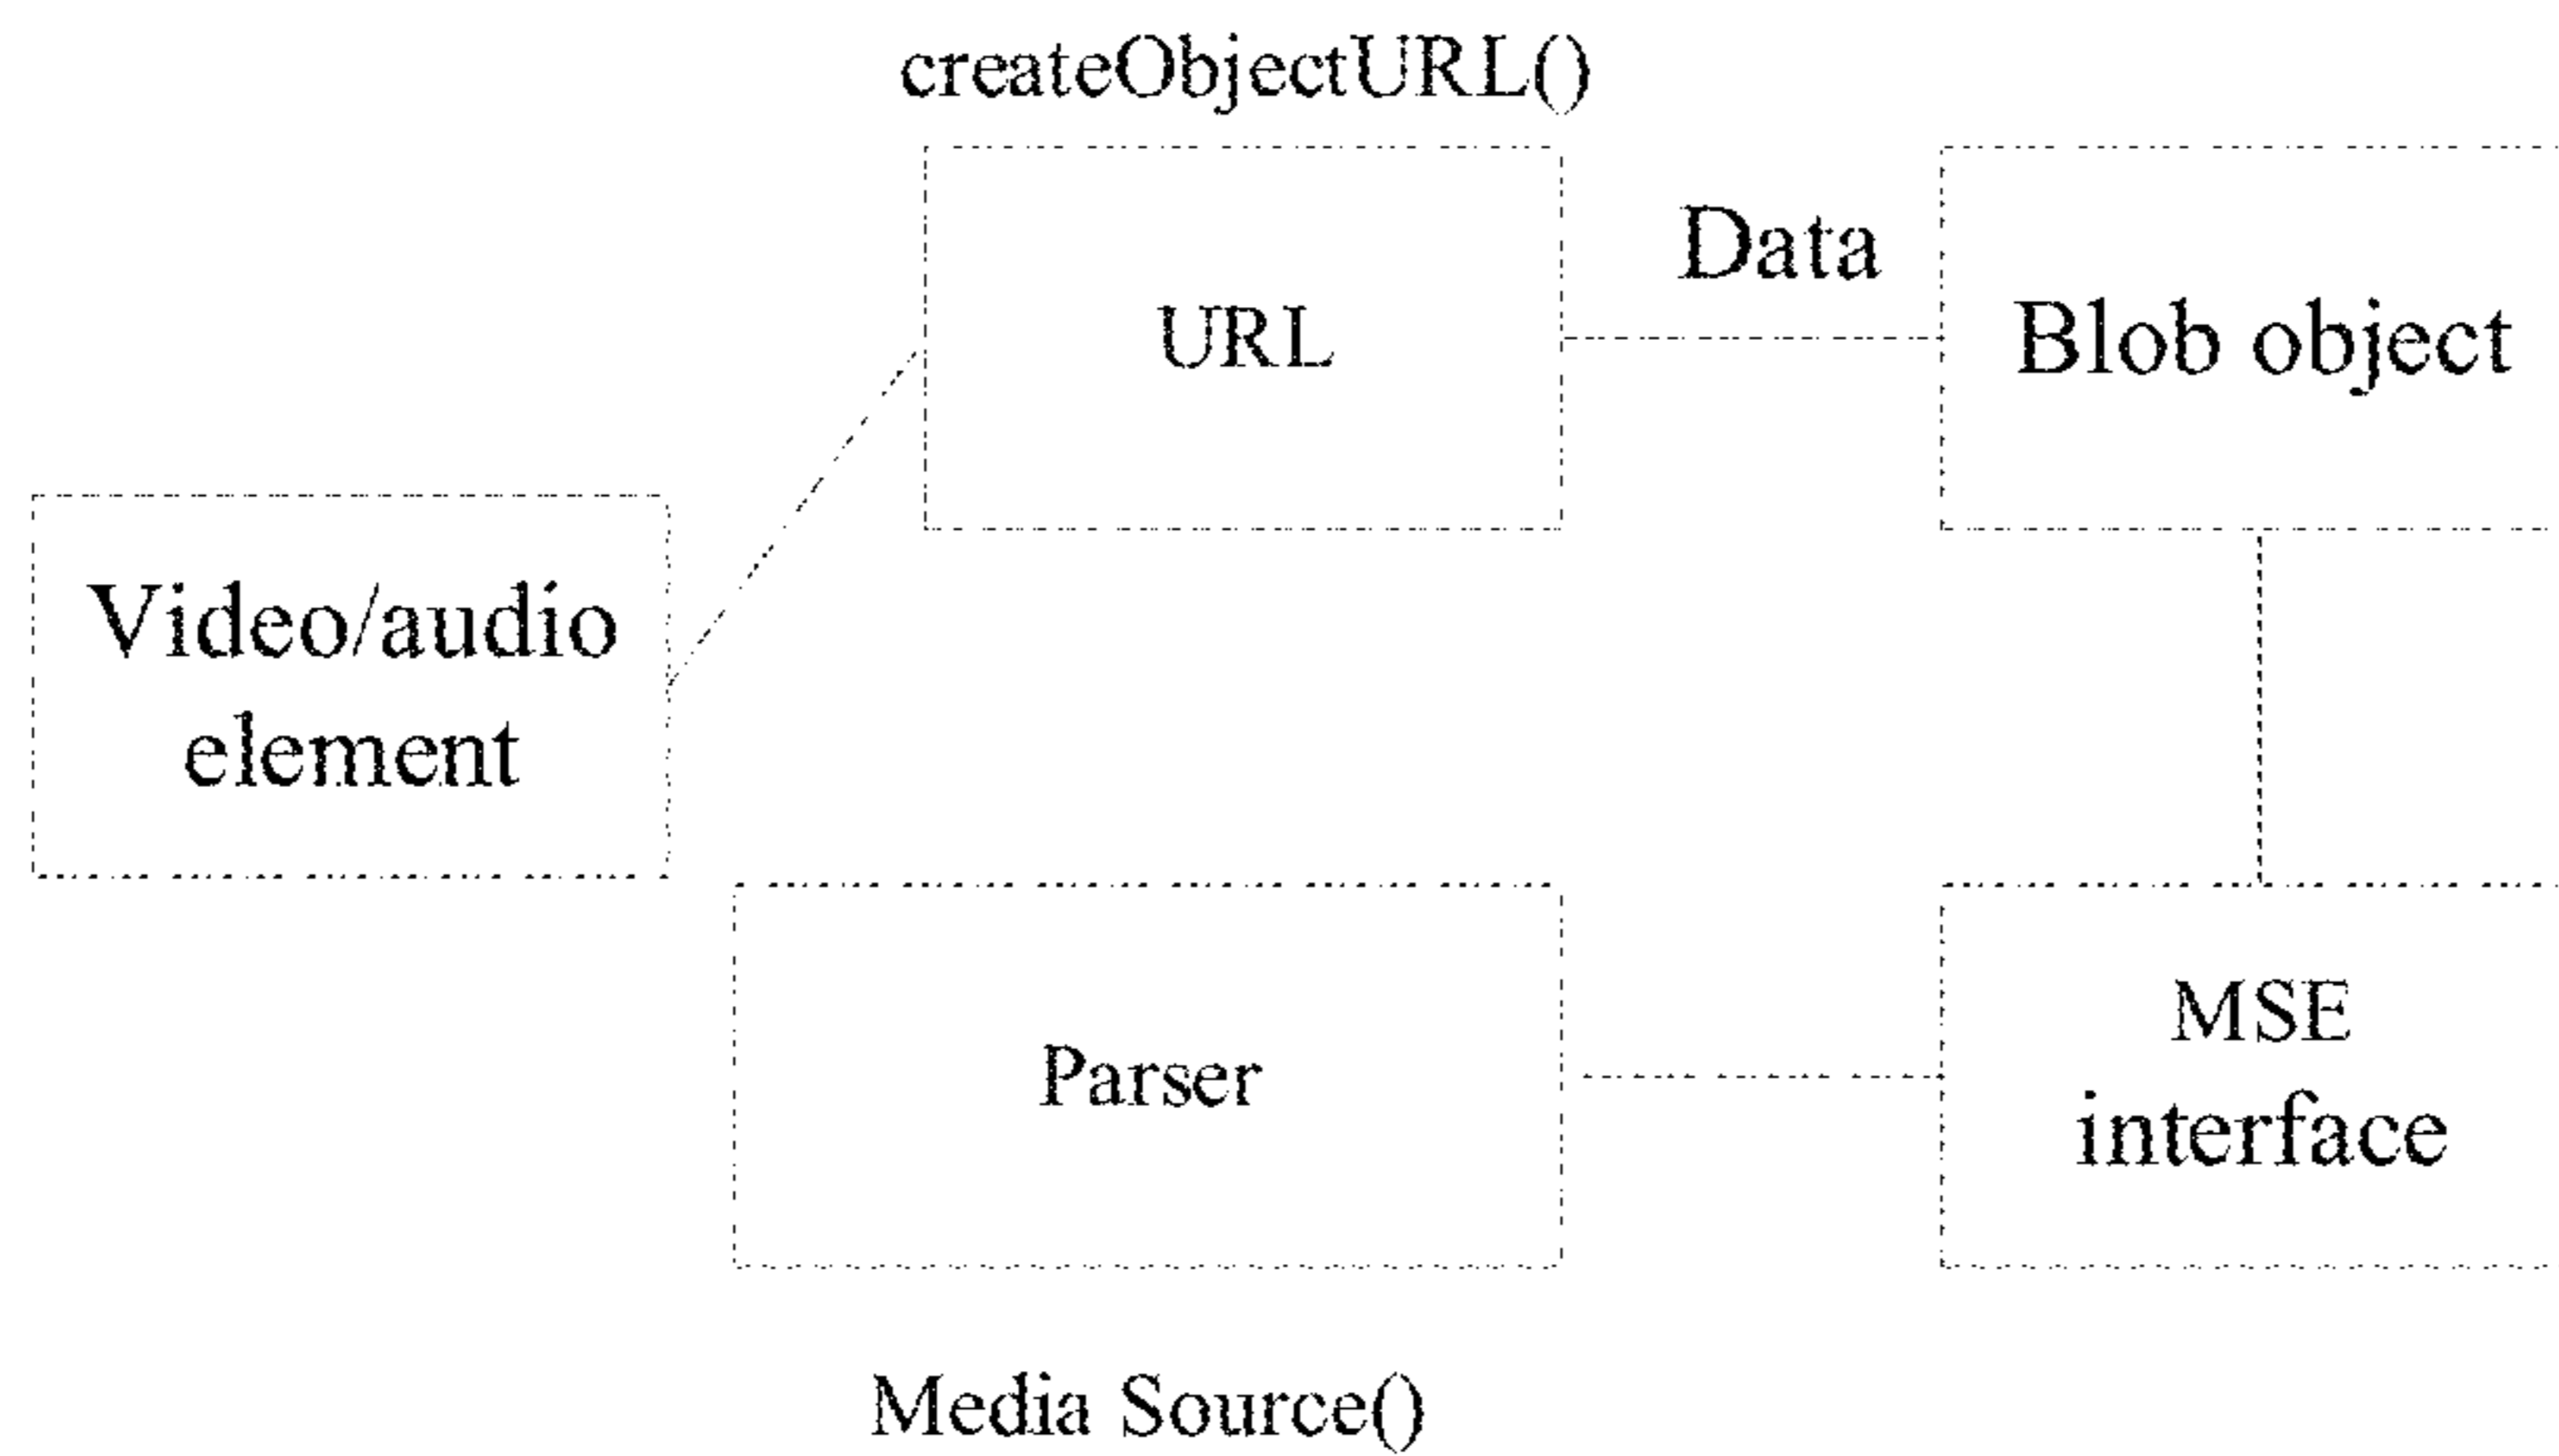 createObjectURL()
URL
Data
Blob object
Video/audio
element
Parser
MSE
interface
Media Source()